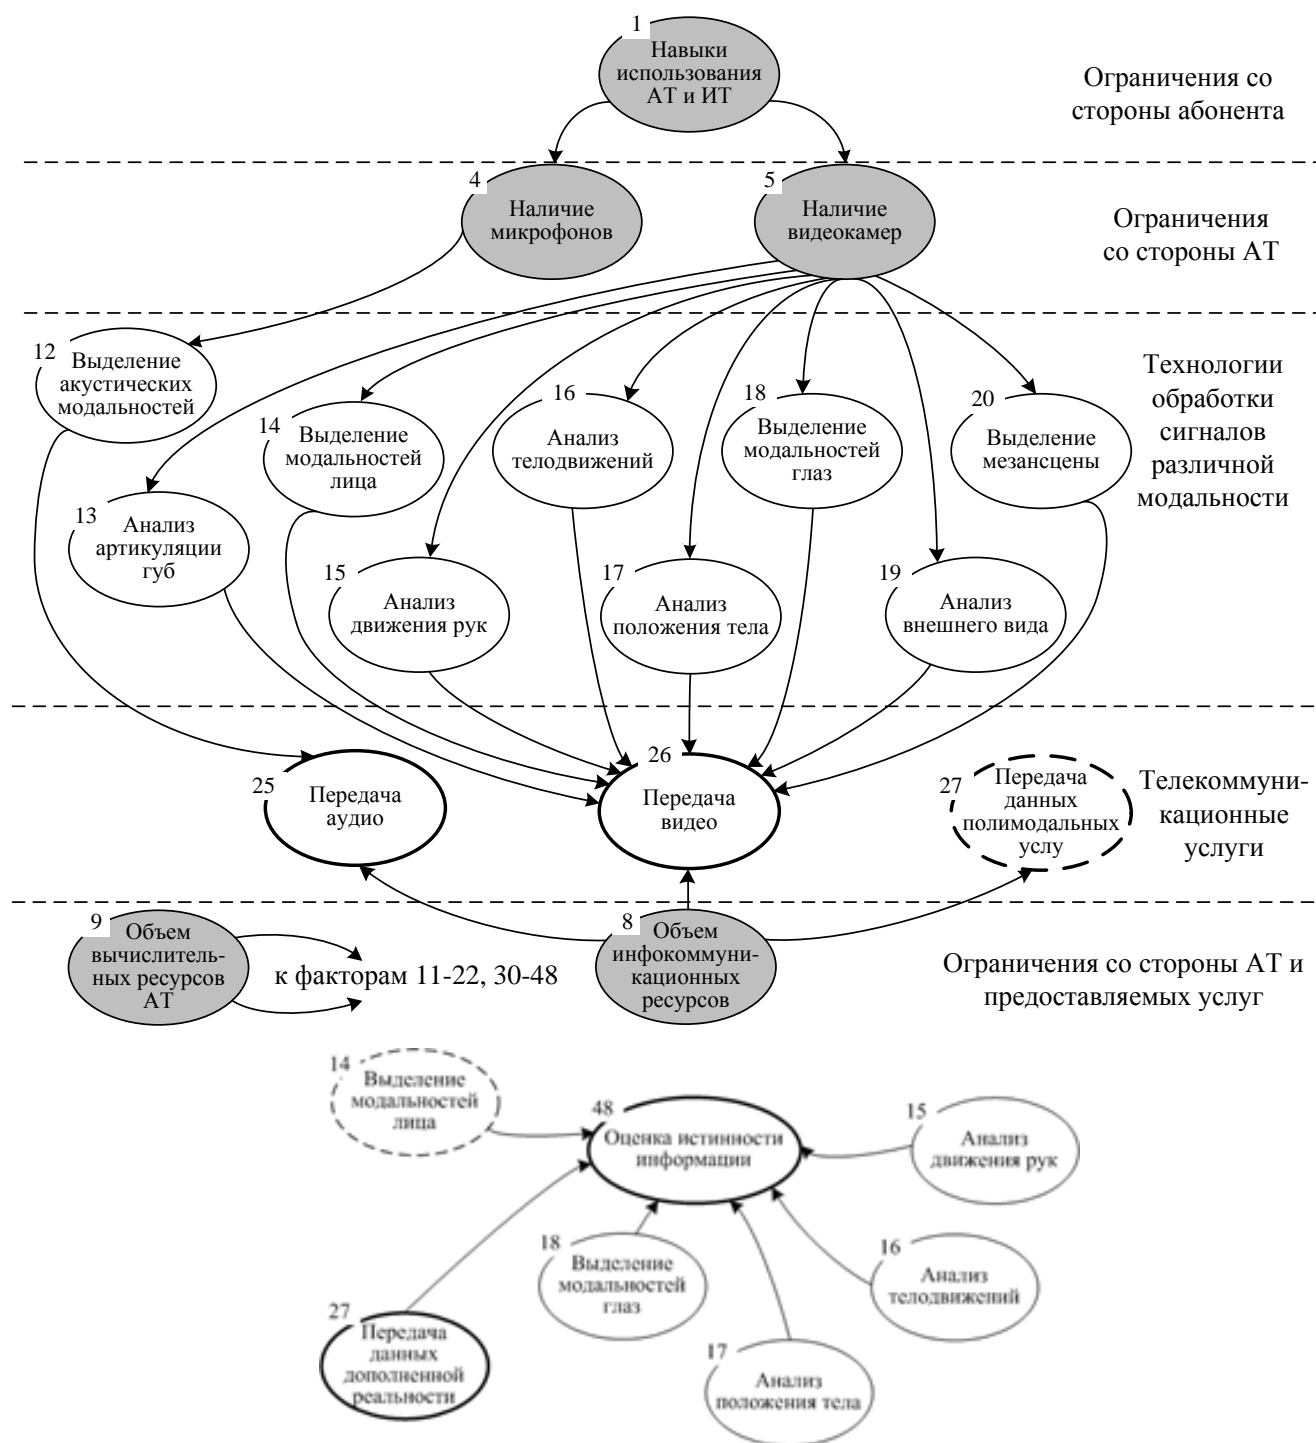 1
Навыки
использования
АТ и ИТ
Ограничения со
стороны абонента
4
Наличие
микрофонов
5
Наличие
видеокамер
Ограничения
со стороны АТ
12
Выделение
акустических
модальностей
13
Анализ
артикуляции
губ
14
Выделение
модальностей
лица
15
Анализ
движения рук
16
Анализ
телодвижений
17
Анализ
положения тела
18
Выделение
модальностей
глаз
19
Анализ
внешнего вида
20
Выделение
мезансцены
Технологии
обработки
сигналов
различной
модальности
25
Передача
аудио
26
Передача
видео
27
Передача
данных
полимодальных
услу
Телекоммуни-
кационные
услуги
9
Объем
вычислитель-
ных ресурсов
АТ
к факторам 11-22, 30-48
8
Объем
инфокоммуни-
кационных
ресурсов
Ограничения со стороны АТ и
предоставляемых услуг
14
Выделение
модальностей
лица
48
Оценка истинности
информации
15
Анализ
движения рук
18
Выделение
модальностей
глаз
16
Анализ
телодвижений
27
Передача
данных
дополненной
реальности
17
Анализ
положения тела